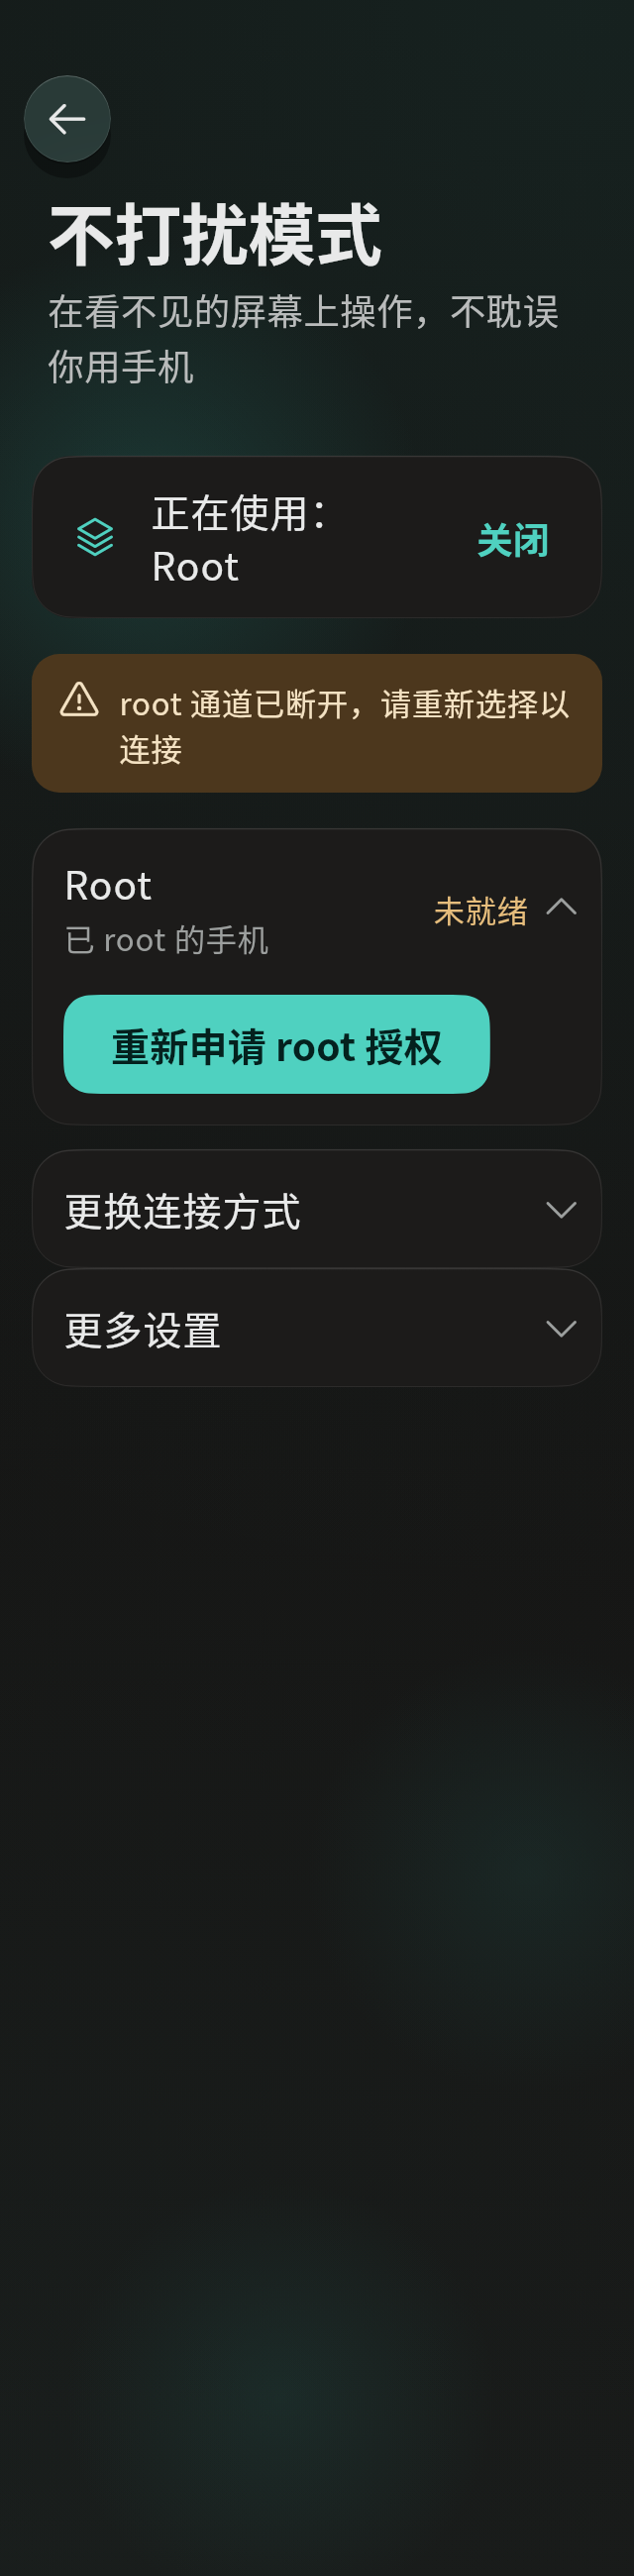 不打扰模式
在看不见的屏幕上操作，不耽误
你用手机
正在使用：
Root
关闭
root 通道已断开，请重新选择以
连接
Root
已 root 的手机
未就绪
重新申请 root 授权
更换连接方式
更多设置